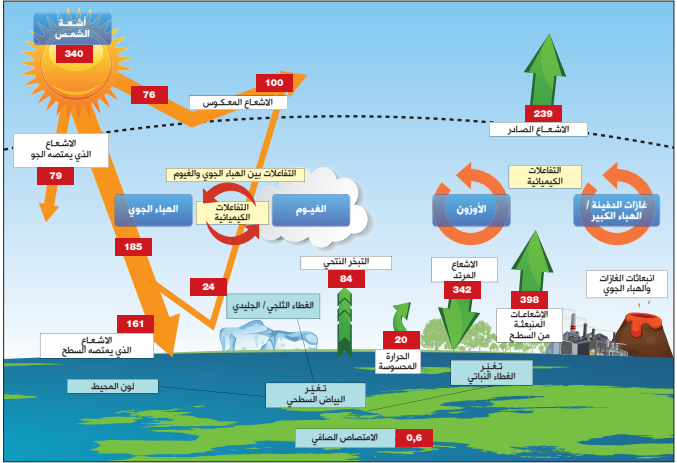 أشعة
الشمس
340
76
100
الاشعاع المعكوس
239
الاشعاع الصادر
الاشعاع
الذي يمتصه الجو
79
التفاعلات بين الهباء الجوي والغيوم
التفاعلات
الكيميائية
غازات الدفيئة /
الهباء الكبير
الأوزون
الغيوم
التفاعلات
الكيميائية
الهباء الجوي
185
التبخر النتحي
84
الاشعاع
المرتد
342
398
الإشعاعات
المنبعثة
من السطح
انبعاثات الغازات
والهباء الجوي
24
الغطاء الثلجي / الجليدي
161
الاشعاع
الذي يمتصه السطح
20
الحرارة
المحسوسة
تغير
الغطاء النباتي
تغير
البياض السطحي
لون المحيط
الامتصاص الصافي
0,6